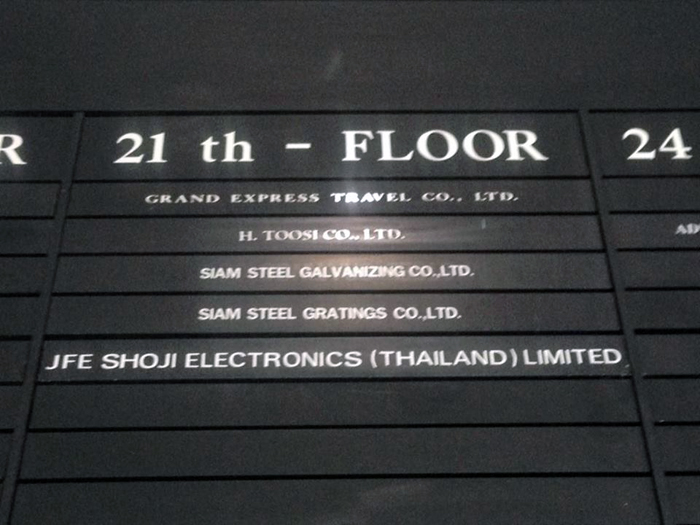 R
21 th - FLOOR
24
GRAND EXPRESS TRAVEL CO., LTD.
H. TOOSI CO., LTD.
AD
SIAM STEEL GALVANIZING CO.,LTD.
SIAM STEEL GRATINGS CO.,LTD.
JFE SHOJI ELECTRONICS (THAILAND) LIMITED